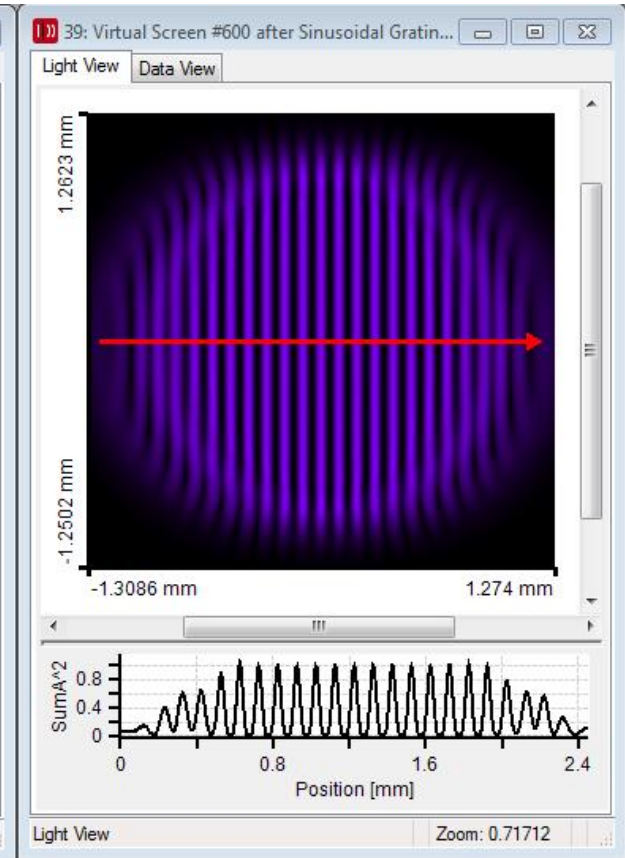 39: Virtual Screen #600 after Sinusoidal Gratin...
Light View Data View
1.2623 mm
-1.2502 mm
-1.3086 mm 1.274 mm
SumA^2
0.8
0.4
0
0 0.8 1.6 2.4
Position [mm]
Light View Zoom: 0.71712